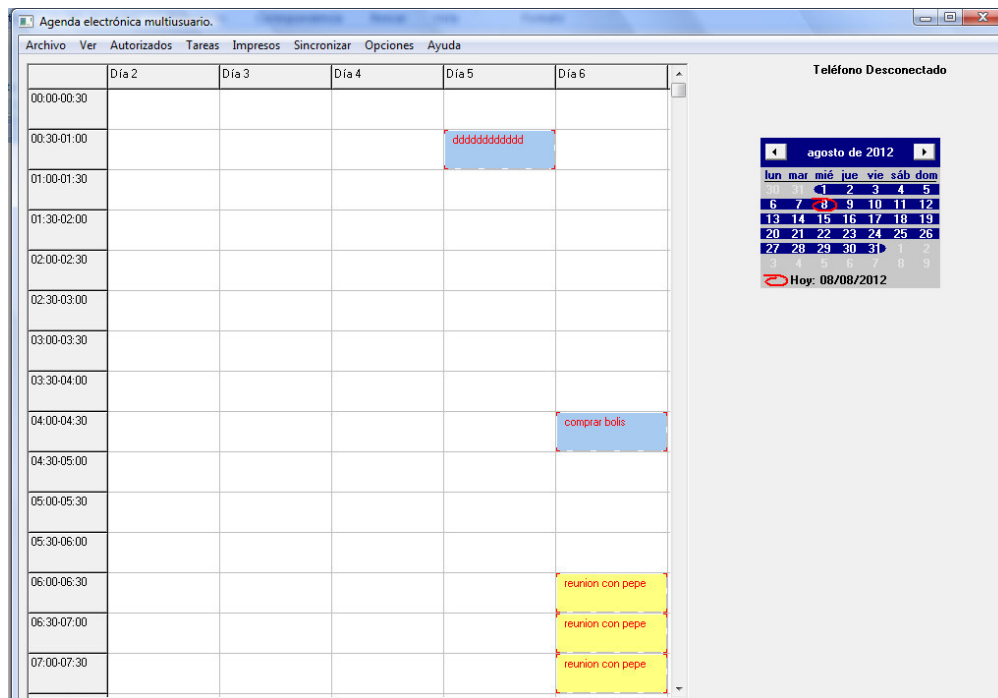 Agenda electrónica multiusuario.
Archivo Ver Autorizados Tareas Impresos Sincronizar Opciones Ayuda
Día 2 Día 3 Día 4 Día 5 Día 6
Teléfono Desconectado
00:00-00:30
00:30-01:00 dddddddddddd
01:00-01:30
01:30-02:00
02:00-02:30
02:30-03:00
03:00-03:30
03:30-04:00
04:00-04:30 comprar bolis
04:30-05:00
05:00-05:30
05:30-06:00
06:00-06:30 reunion con pepe
06:30-07:00 reunion con pepe
07:00-07:30 reunion con pepe
agosto de 2012
lun mar mié jue vie sáb dom
30 31 1 2 3 4 5
6 7 8 9 10 11 12
13 14 15 16 17 18 19
20 21 22 23 24 25 26
27 28 29 30 31 1 2
3 4 5 6 7 8 9
Hoy: 08/08/2012